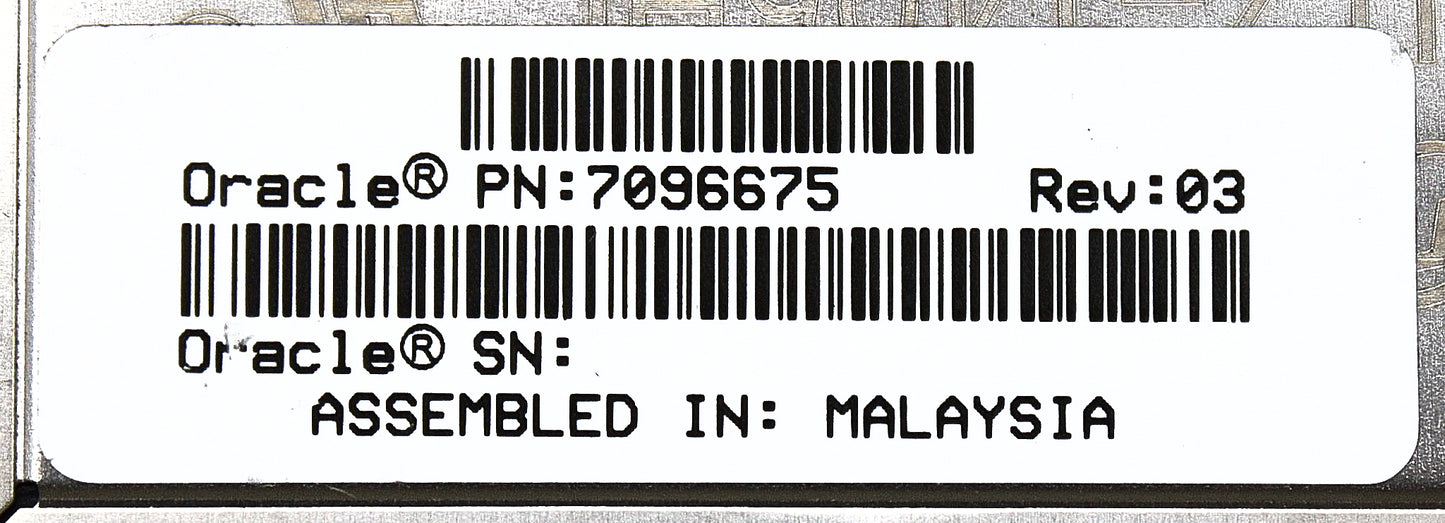 Oracle® PN:7096675 Rev:03
Oracle® SN:
ASSEMBLED IN: MALAYSIA